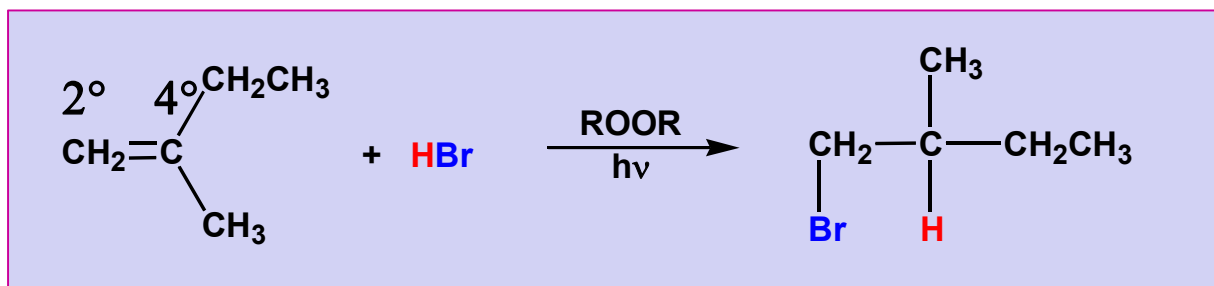 2° 4° CH₂CH₃
CH₂=C
CH₃
+ HBr
ROOR
hν
CH₃
CH₂—C—CH₂CH₃
Br H